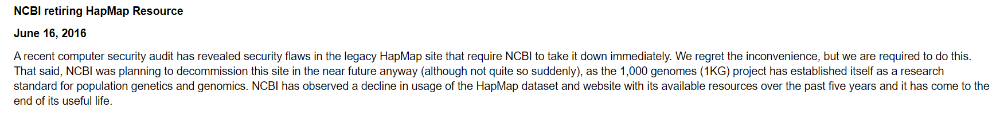 NCBI retiring HapMap Resource
June 16, 2016
A recent computer security audit has revealed security flaws in the legacy HapMap site that require NCBI to take it down immediately. We regret the inconvenience, but we are required to do this.
That said, NCBI was planning to decommission this site in the near future anyway (although not quite so suddenly), as the 1,000 genomes (1KG) project has established itself as a research
standard for population genetics and genomics. NCBI has observed a decline in usage of the HapMap dataset and website with its available resources over the past five years and it has come to the
end of its useful life.